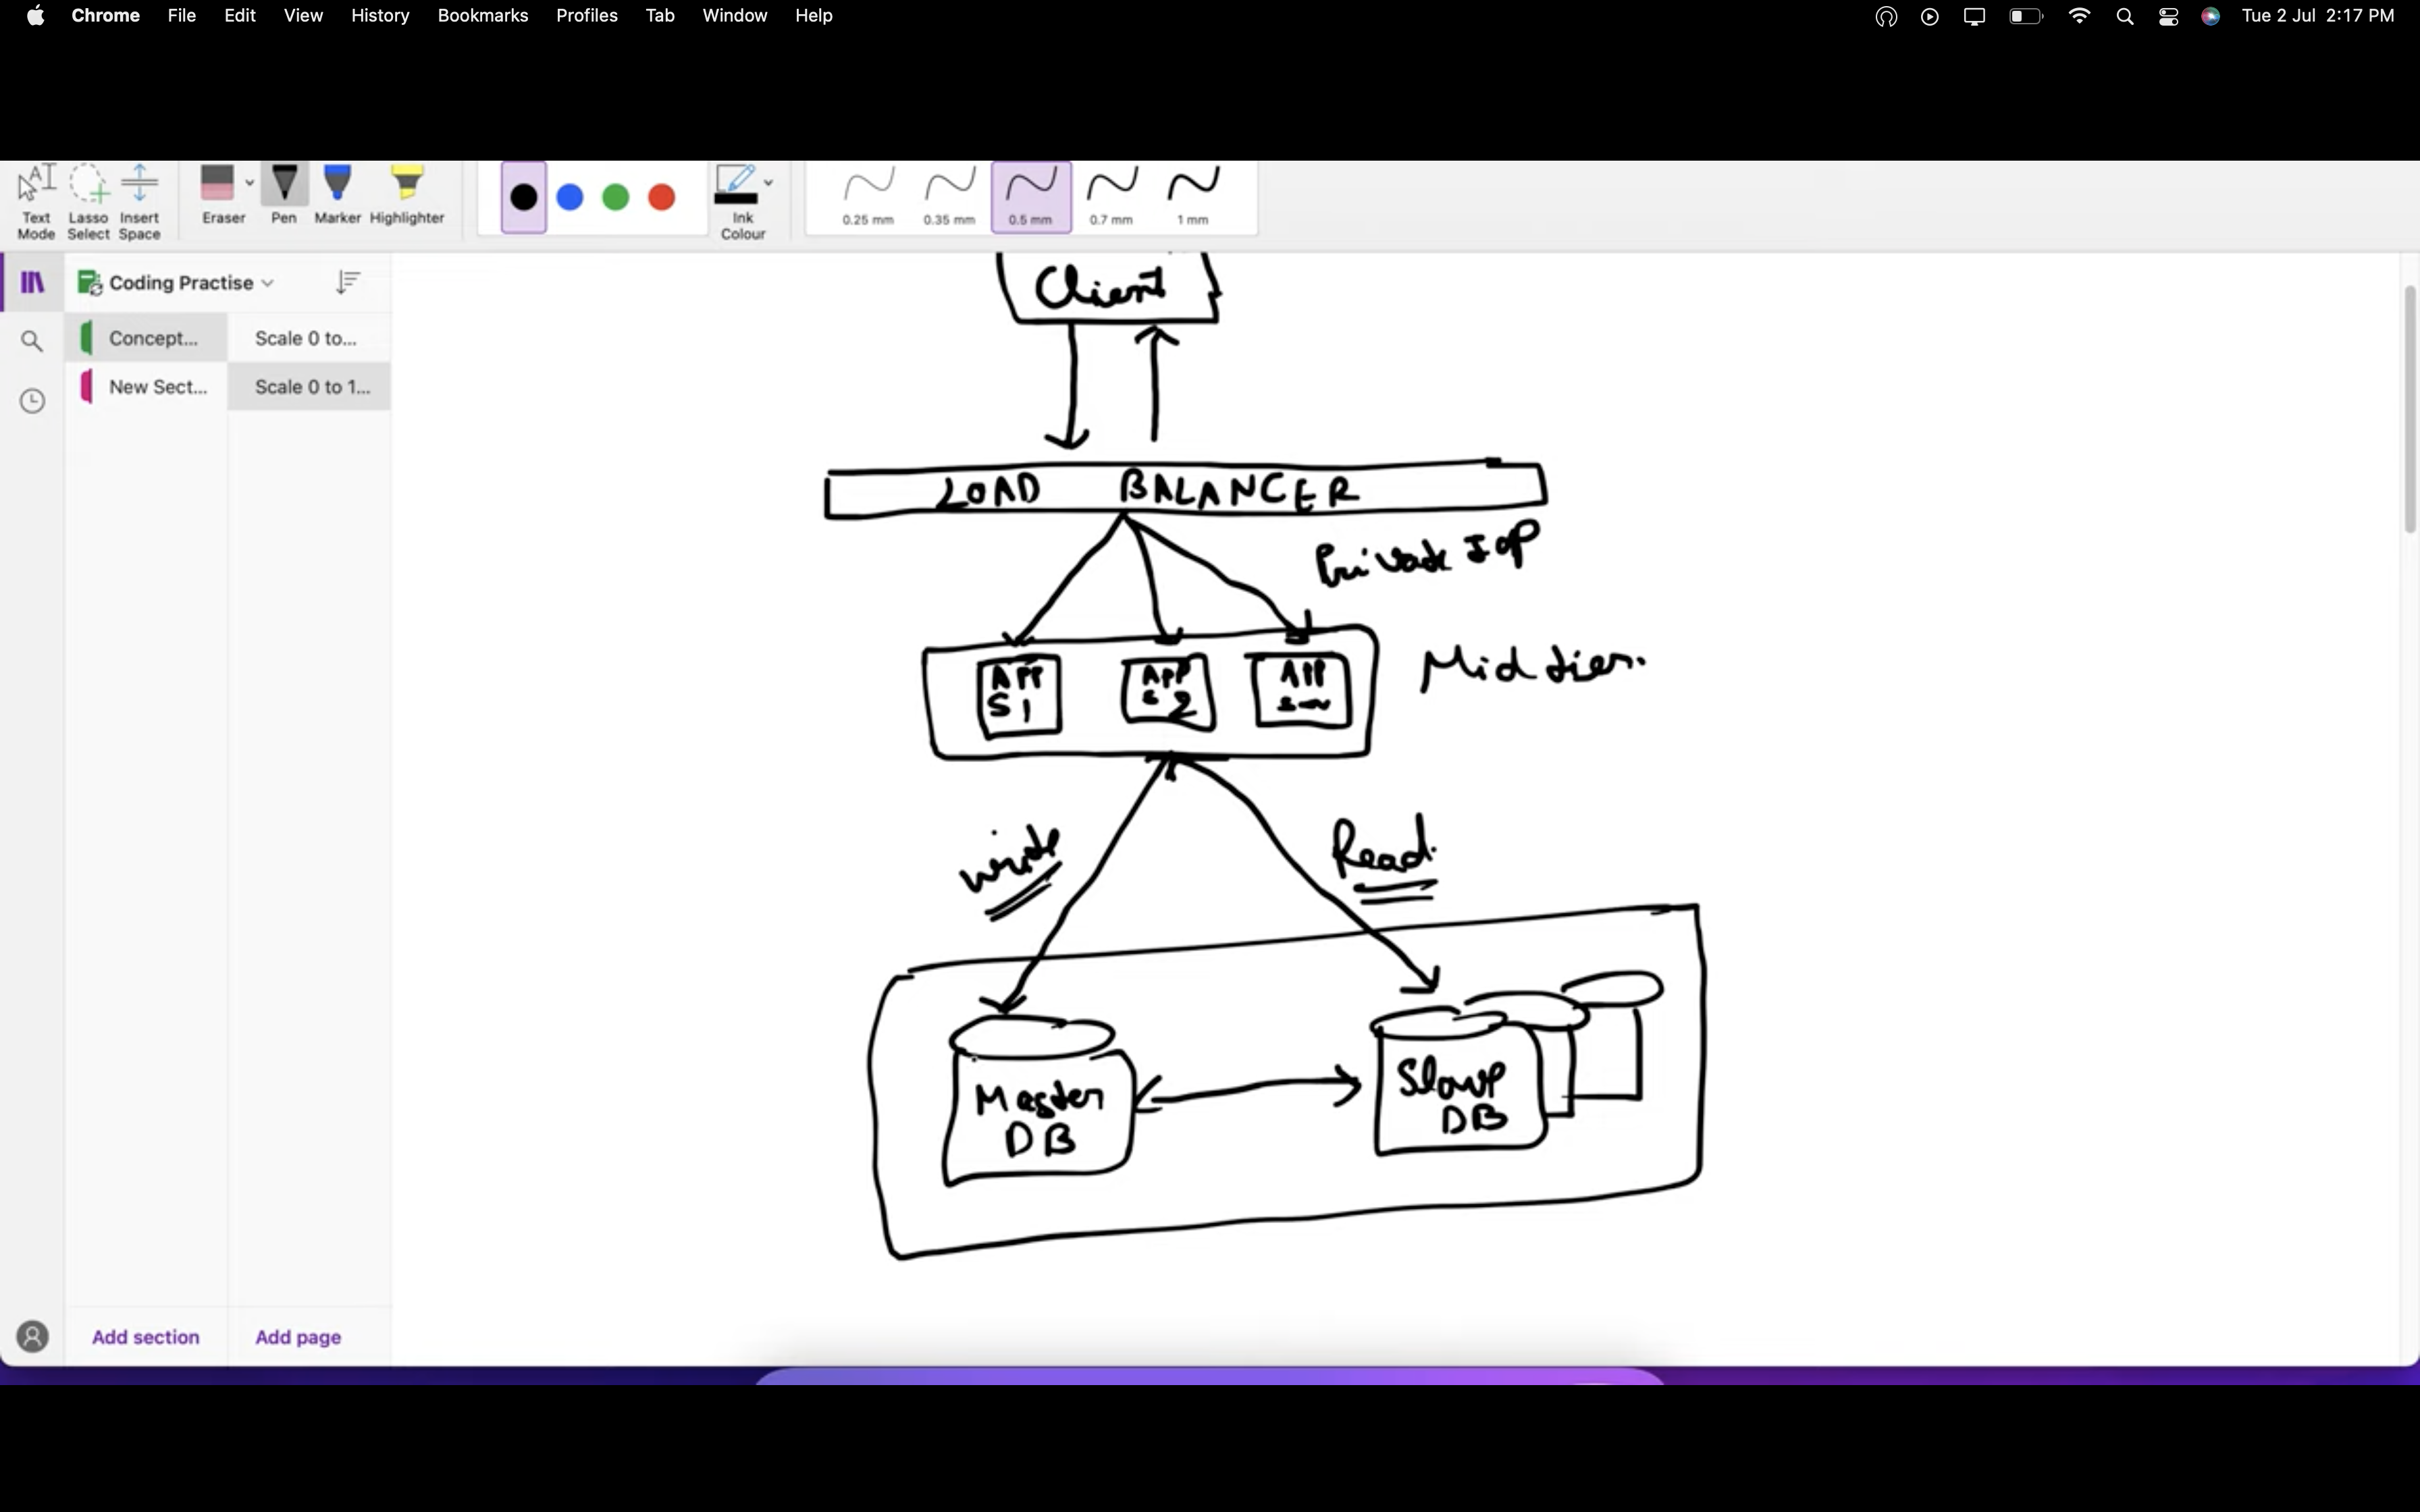 Chrome File Edit View History Bookmarks Profiles Tab Window Help Tue 2 Jul 2:17 PM
Text Mode
Lasso Select
Insert Space
Eraser
Pen
Marker
Highlighter
Ink Colour
0.25 mm
0.35 mm
0.5 mm
0.7 mm
1 mm
Coding Practise
Concept...
Scale 0 to...
New Sect...
Scale 0 to 1...
Client
LOAD BALANCER
Private
Mid tier.
APP S1
APP S2
APP
Write
Read.
Master
DB
Slave
DB
Add section
Add page